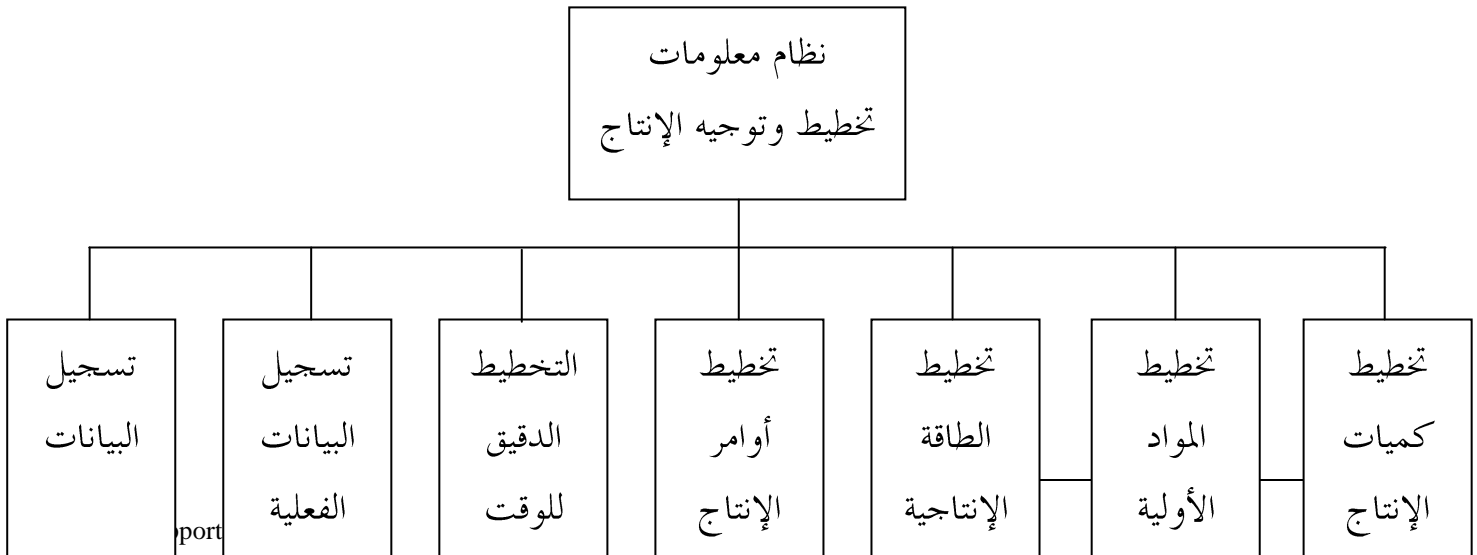 نظام معلومات
تخطيط وتوجيه الإنتاج
تخطيط
كميات
الإنتاج
تخطيط
المواد
الأولية
تخطيط
الطاقة
الإنتاجية
تخطيط
أوامر
الإنتاج
التخطيط
الدقيق
للوقت
تسجيل
البيانات
الفعلية
تسجيل
البيانات